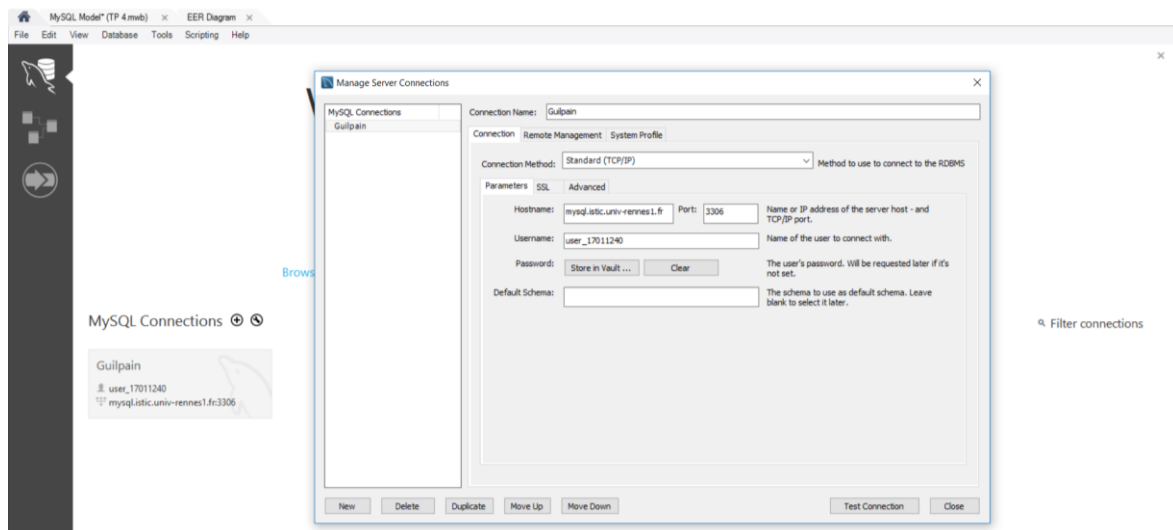 MySQL Model* (TP 4.mwb) × EER Diagram ×
File Edit View Database Tools Scripting Help
Manage Server Connections
MySQL Connections
Guilpain
Connection Name: Guilpain
Connection Remote Management System Profile
Connection Method: Standard (TCP/IP) Method to use to connect to the RDBMS
Parameters SSL Advanced
Hostname: mysql.istic.univ-rennes1.fr Port: 3306 Name or IP address of the server host - and
TCP/IP port.
Username: user_17011240 Name of the user to connect with.
Password: Store in Vault ... Clear The user's password. Will be requested later if it's
not set.
Default Schema: The schema to use as default schema. Leave
blank to select it later.
Brows
MySQL Connections
Filter connections
Guilpain
user_17011240
mysql.istic.univ-rennes1.fr:3306
New Delete Duplicate Move Up Move Down Test Connection Close